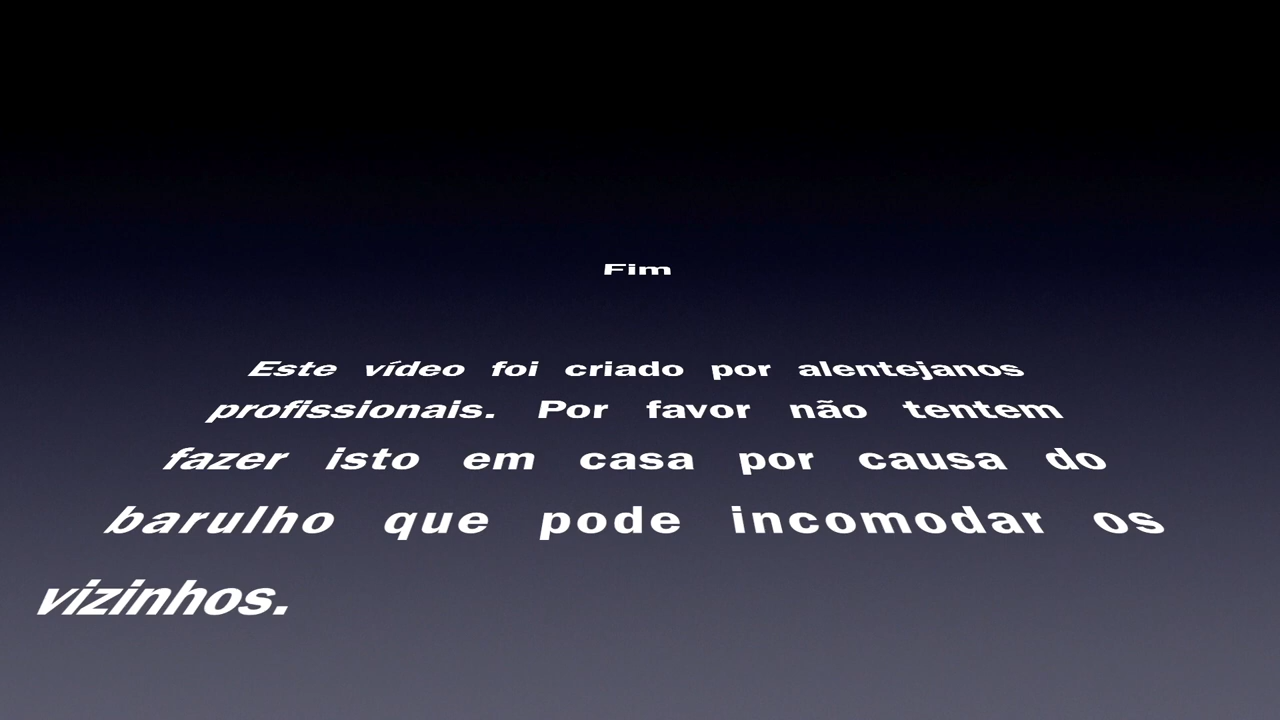 Fim
Este vídeo foi criado por alentejanos
profissionais. Por favor não tentem
fazer isto em casa por causa do
barulho que pode incomodar os
vizinhos.